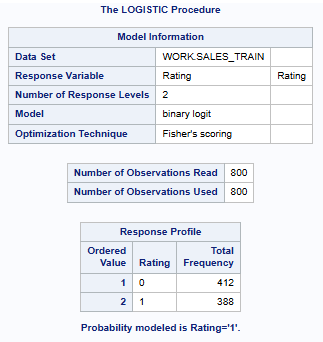 The LOGISTIC Procedure
Model Information
Data Set WORK.SALES_TRAIN
Response Variable Rating Rating
Number of Response Levels 2
Model binary logit
Optimization Technique Fisher's scoring
Number of Observations Read 800
Number of Observations Used 800
Response Profile
Ordered Total
Value Rating Frequency
1 0 412
2 1 388
Probability modeled is Rating='1'.